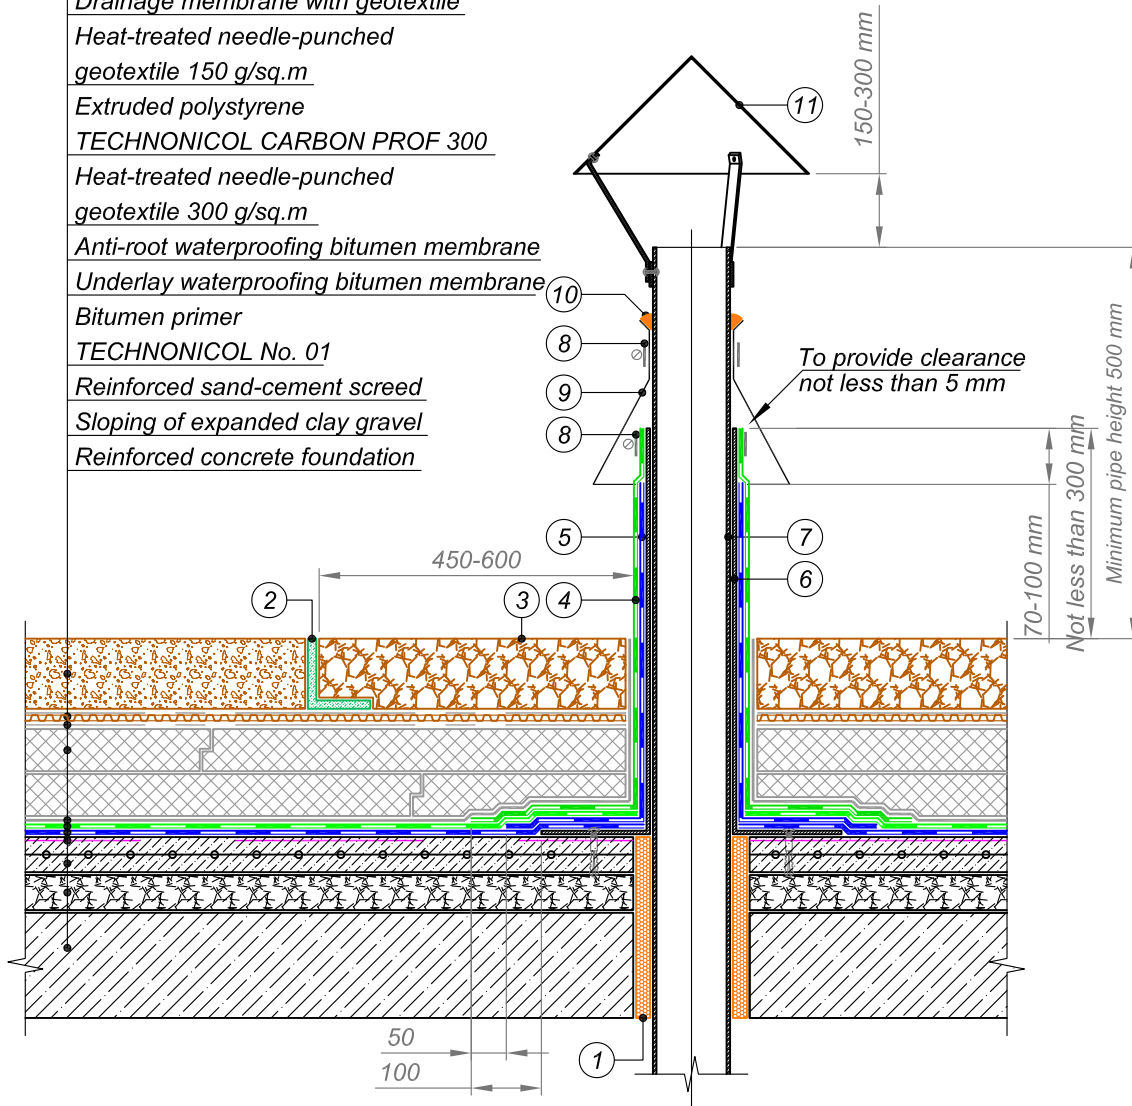 Drainage membrane with geotextile
Heat-treated needle-punched
geotextile 150 g/sq.m
Extruded polystyrene
TECHNONICOL CARBON PROF 300
Heat-treated needle-punched
geotextile 300 g/sq.m
Anti-root waterproofing bitumen membrane
Underlay waterproofing bitumen membrane
Bitumen primer
TECHNONICOL No. 01
Reinforced sand-cement screed
Sloping of expanded clay gravel
Reinforced concrete foundation
11
150-300 mm
10
8
9
8
To provide clearance
not less than 5 mm
5
7
4
6
3
2
450-600
70-100 mm
Not less than 300 mm
Minimum pipe height 500 mm
50
100
1